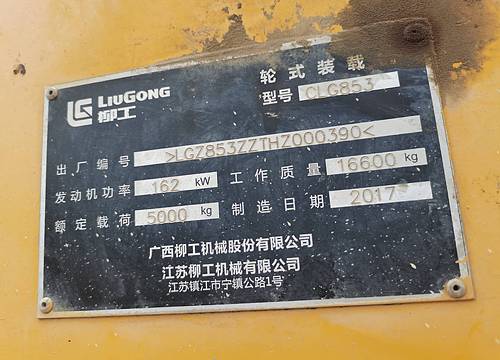 LIUGONG
柳工
轮式装载
型号 CLG853
出厂编号 >LGZ853ZZTHZ000390<
发动机功率 162 kW 工作质量 16600 kg
额定载荷 5000 kg 制造日期 2017
广西柳工机械股份有限公司
江苏柳工机械有限公司
江苏镇江市宁镇公路1号